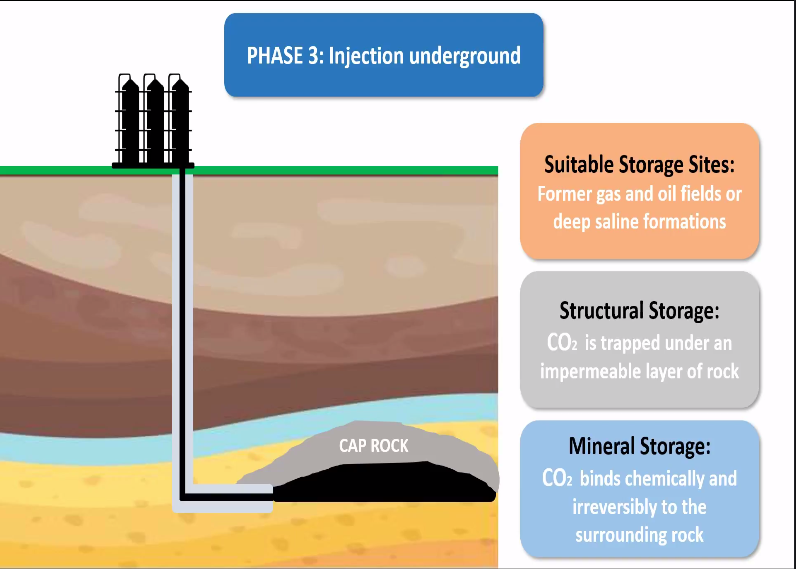 PHASE 3: Injection underground
Suitable Storage Sites:
Former gas and oil fields or
deep saline formations
Structural Storage:
CO₂ is trapped under an
impermeable layer of rock
CAP ROCK
Mineral Storage:
CO₂ binds chemically and
irreversibly to the
surrounding rock